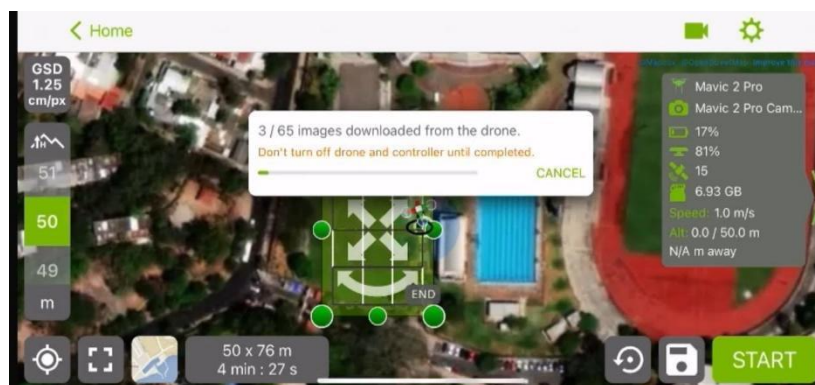 Home
GSD
1.25
cm/px
51
50
49
m
3 / 65 images downloaded from the drone.
Don't turn off drone and controller until completed.
CANCEL
Mavic 2 Pro
Mavic 2 Pro Cam...
17%
81%
15
6.93 GB
Speed: 1.0 m/s
Alt: 0.0 / 50.0 m
N/A m away
END
50 x 76 m
4 min : 27 s
START